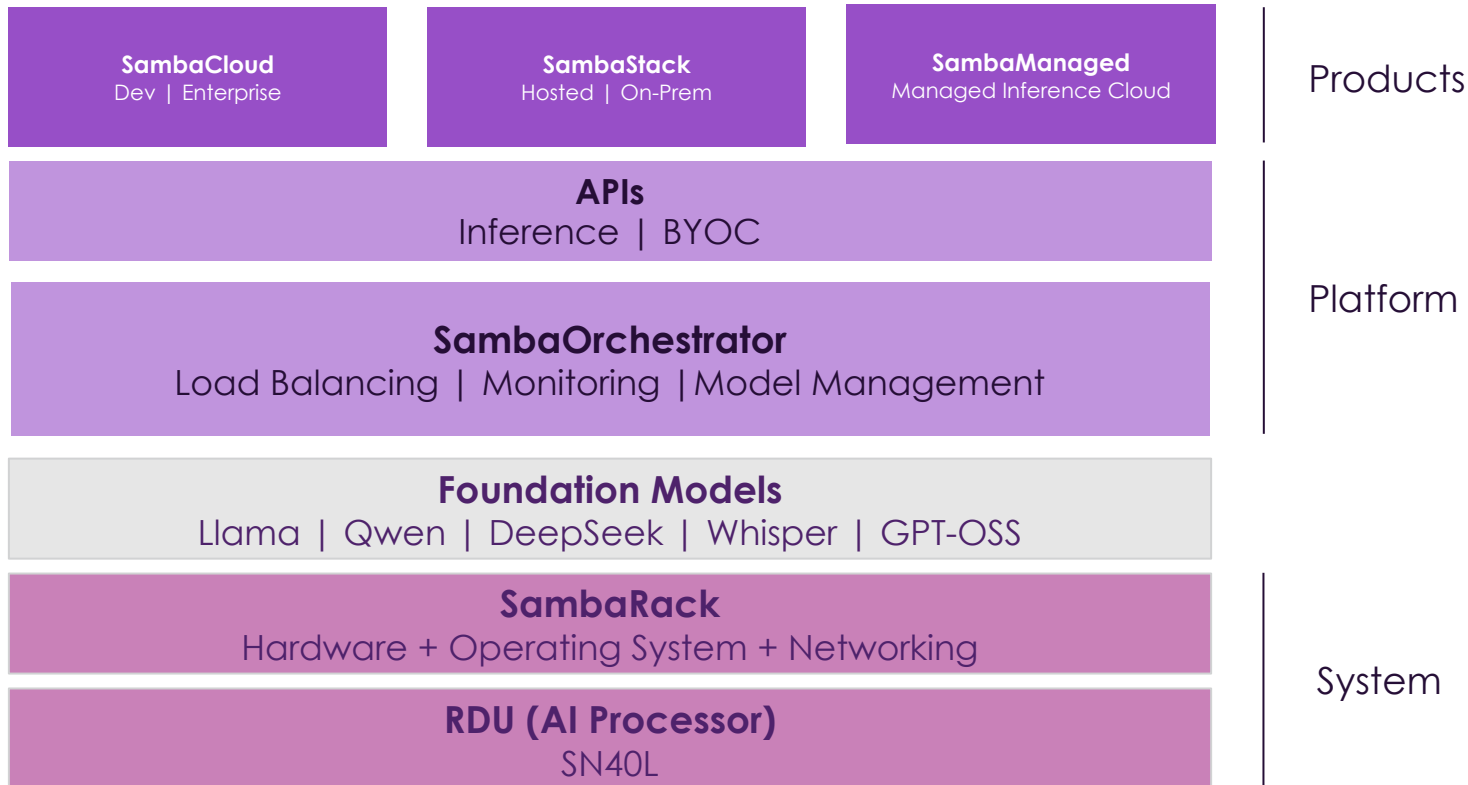 SambaCloud
Dev | Enterprise
SambaStack
Hosted | On-Prem
SambaManaged
Managed Inference Cloud
Products
APIs
Inference | BYOC
Platform
SambaOrchestrator
Load Balancing | Monitoring |Model Management
Foundation Models
Llama | Qwen | DeepSeek | Whisper | GPT-OSS
SambaRack
Hardware + Operating System + Networking
System
RDU (AI Processor)
SN40L